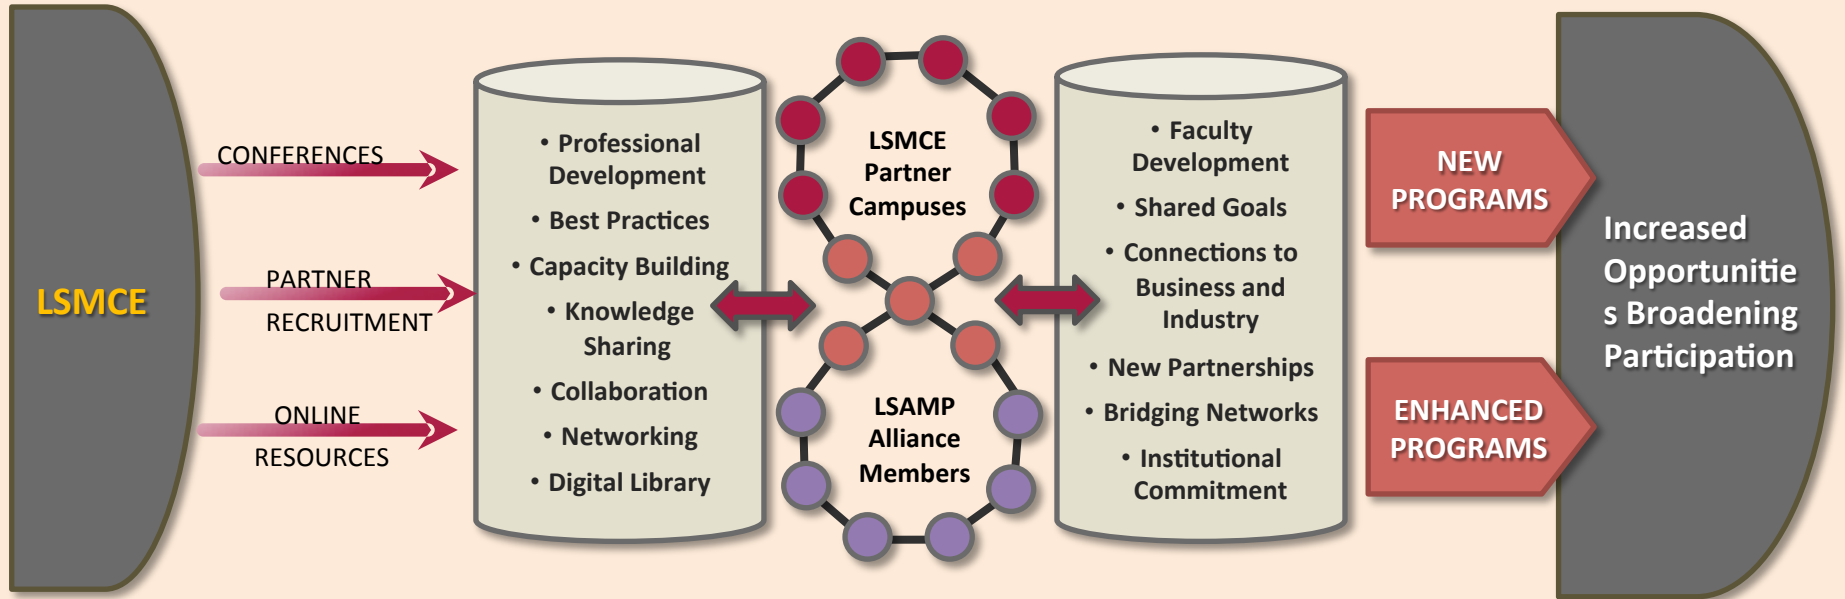 LSMCE
CONFERENCES
PARTNER
RECRUITMENT
ONLINE
RESOURCES
• Professional
Development
• Best Practices
• Capacity Building
• Knowledge
Sharing
• Collaboration
• Networking
• Digital Library
LSMCE
Partner
Campuses
LSAMP
Alliance
Members
• Faculty
Development
• Shared Goals
• Connections to
Business and
Industry
• New Partnerships
• Bridging Networks
• Institutional
Commitment
NEW
PROGRAMS
ENHANCED
PROGRAMS
Increased
Opportunitie
s Broadening
Participation